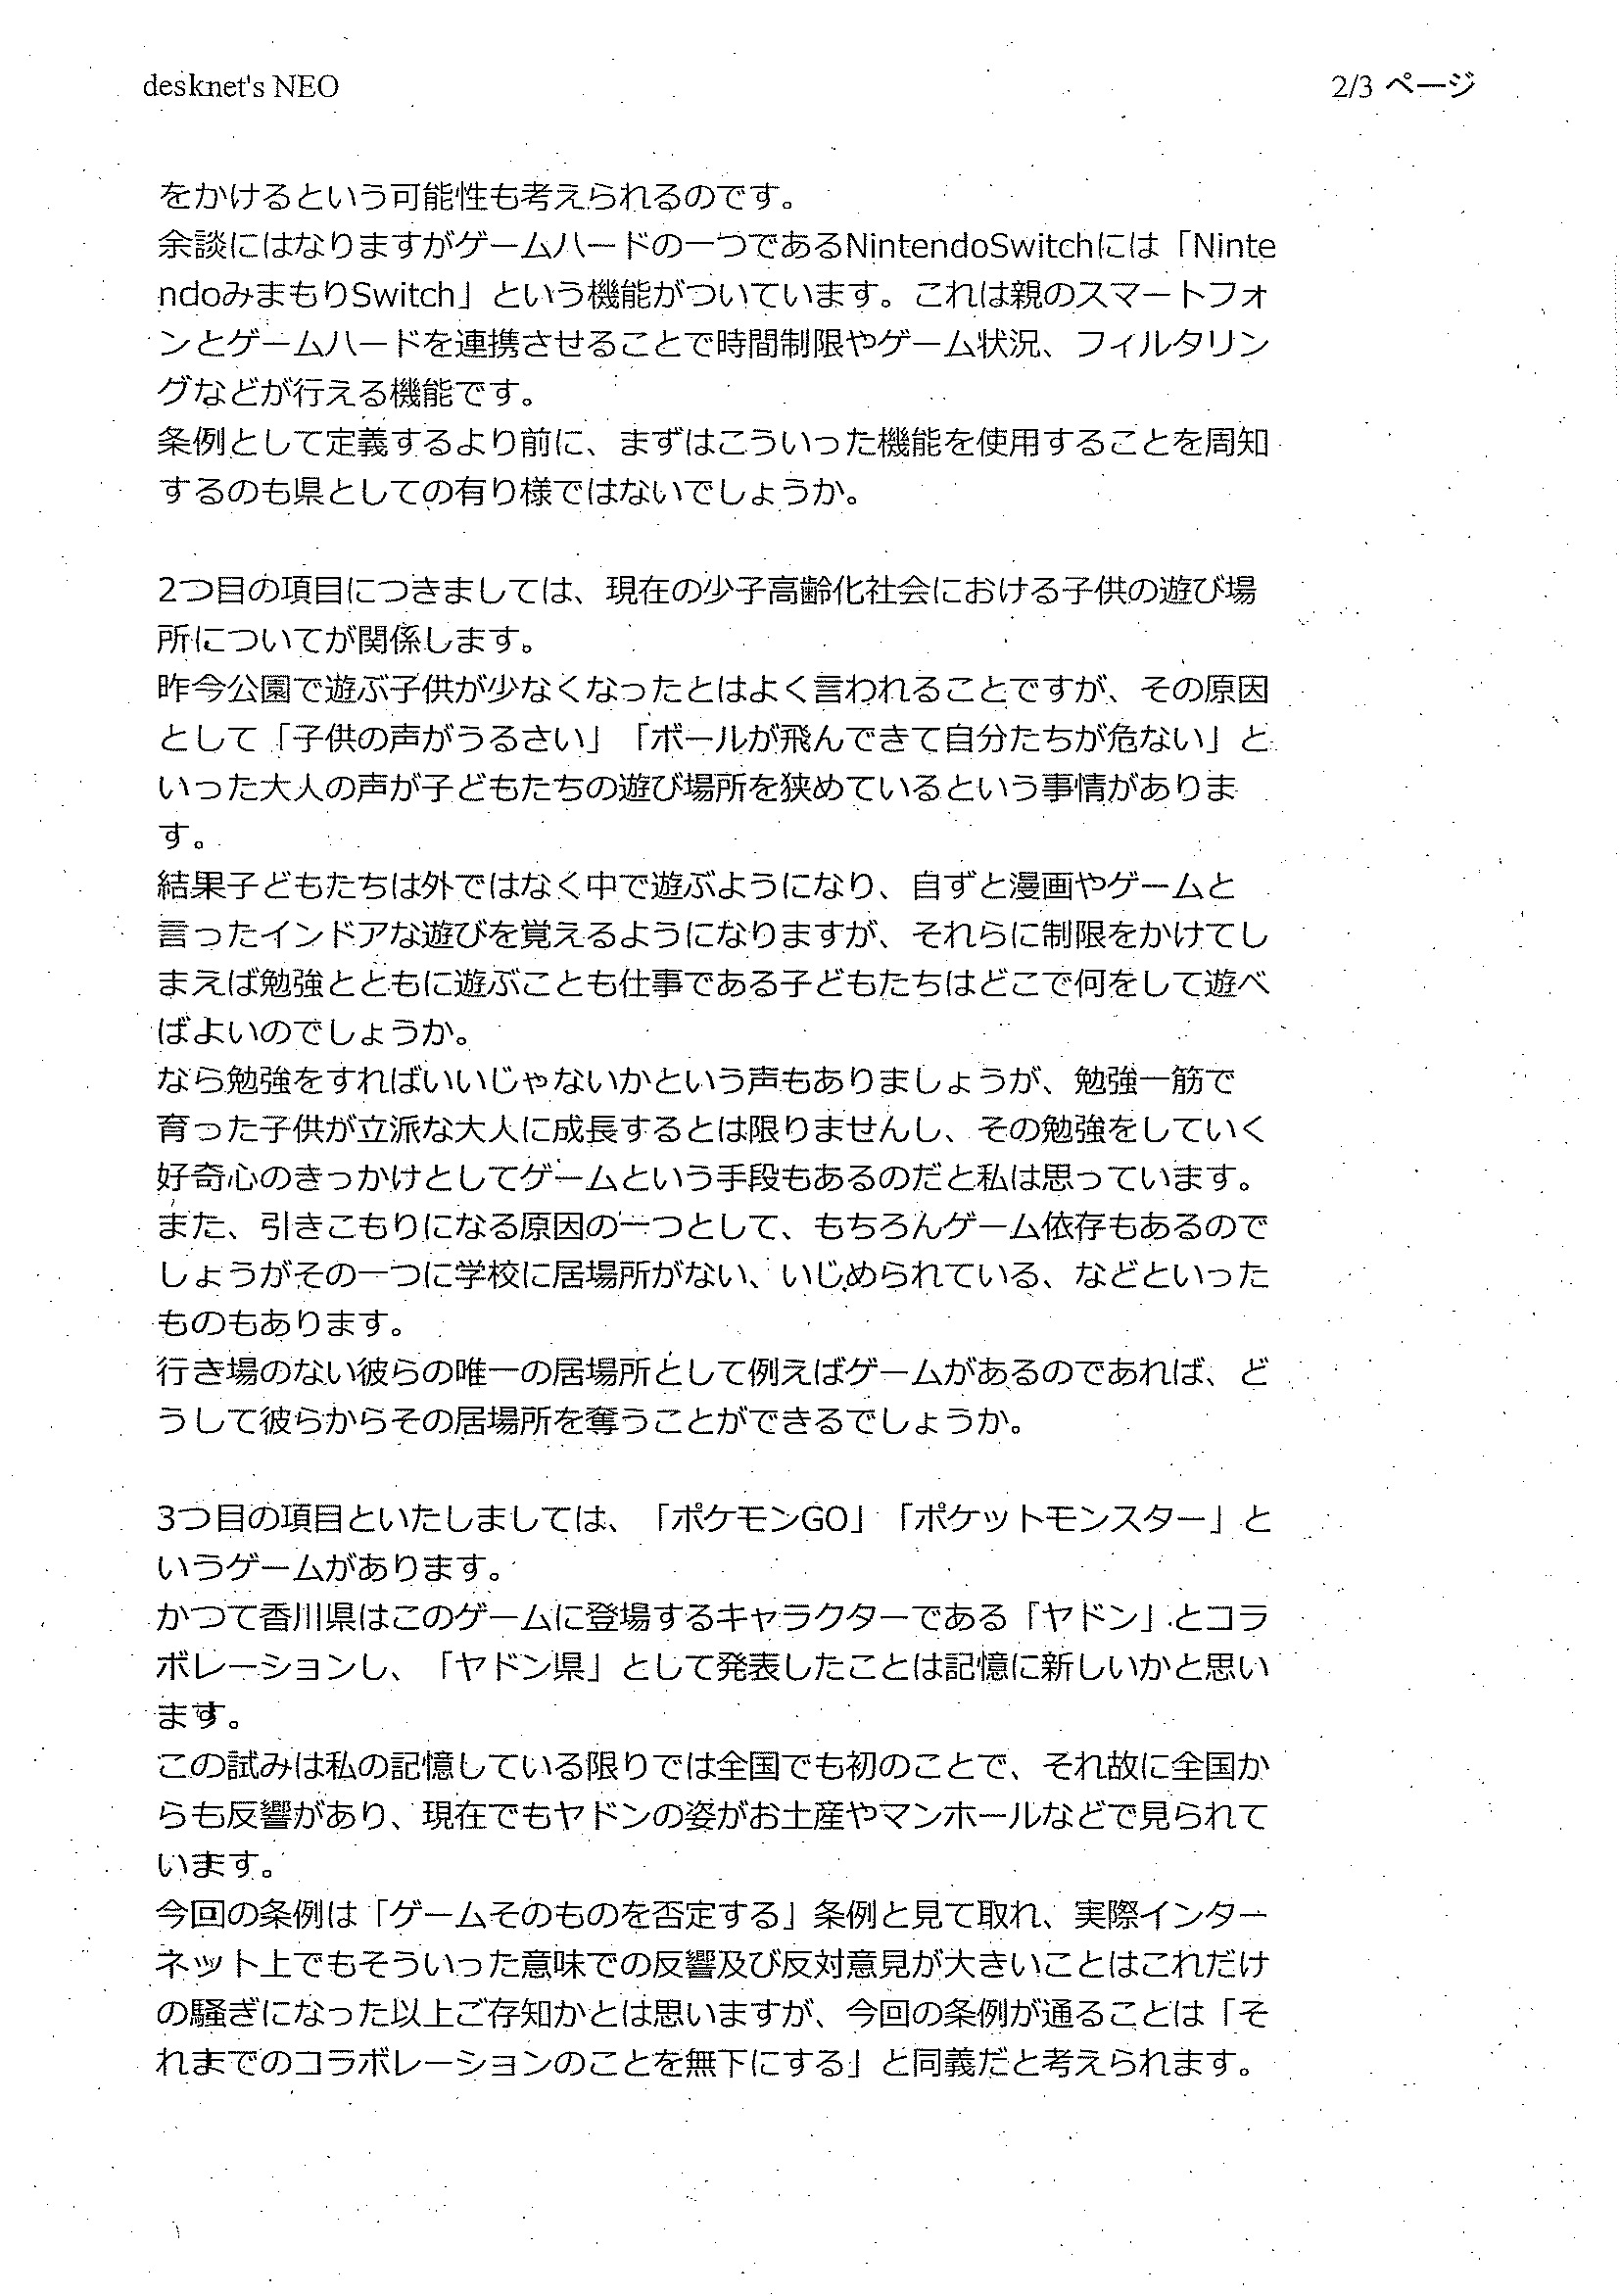 desknet's NEO
2/3 ページ
をかけるという可能性も考えられるのです。
余談にはなりますがゲームハードの一つであるNintendoSwitchには「Ninte
ndoみまもりSwitch」という機能がついています。これは親のスマートフォ
ンとゲームハードを連携させることで時間制限やゲーム状況、フィルタリン
グなどが行える機能です。
条例として定義するより前に、まずはこういった機能を使用することを周知
するのも県としての有り様ではないでしょうか。
2つ目の項目につきましては、現在の少子高齢化社会における子供の遊び場
所についてが関係します。
昨今公園で遊ぶ子供が少なくなったとはよく言われることですが、その原因
として「子供の声がうるさい」「ボールが飛んできて自分たちが危ない」と
いった大人の声が子どもたちの遊び場所を狭めているという事情がありま
す。
結果子どもたちは外ではなく中で遊ぶようになり、自ずと漫画やゲームと
言ったインドアな遊びを覚えるようになりますが、それらに制限をかけてし
まえば勉強とともに遊ぶことも仕事である子どもたちはどこで何をして遊べ
ばよいのでしょうか。
なら勉強をすればいいじゃないかという声もありましょうが、勉強一筋で
育った子供が立派な大人に成長するとは限りませんし、その勉強をしていく
好奇心のきっかけとしてゲームという手段もあるのだと私は思っています。
また、引きこもりになる原因の一つとして、もちろんゲーム依存もあるので
しょうがその一つに学校に居場所がない、いじめられている、などといった
ものもあります。
行き場のない彼らの唯一の居場所として例えばゲームがあるのであれば、ど
うして彼らからその居場所を奪うことができるでしょうか。
3つ目の項目といたしましては、「ポケモンGO」「ポケットモンスター」と
いうゲームがあります。
かつて香川県はこのゲームに登場するキャラクターである「ヤドン」とコラ
ボレーションし、「ヤドン県」として発表したことは記憶に新しいかと思い
ます。
この試みは私の記憶している限りでは全国でも初のことで、それ故に全国か
らも反響があり、現在でもヤドンの姿がお土産やマンホールなどで見られて
います。
今回の条例は「ゲームそのものを否定する」条例と見て取れ、実際インター
ネット上でもそういった意味での反響及び反対意見が大きいことはこれだけ
の騒ぎになった以上ご存知かとは思いますが、今回の条例が通ることは「そ
れまでのコラボレーションのことを無下にする」と同義だと考えられます。